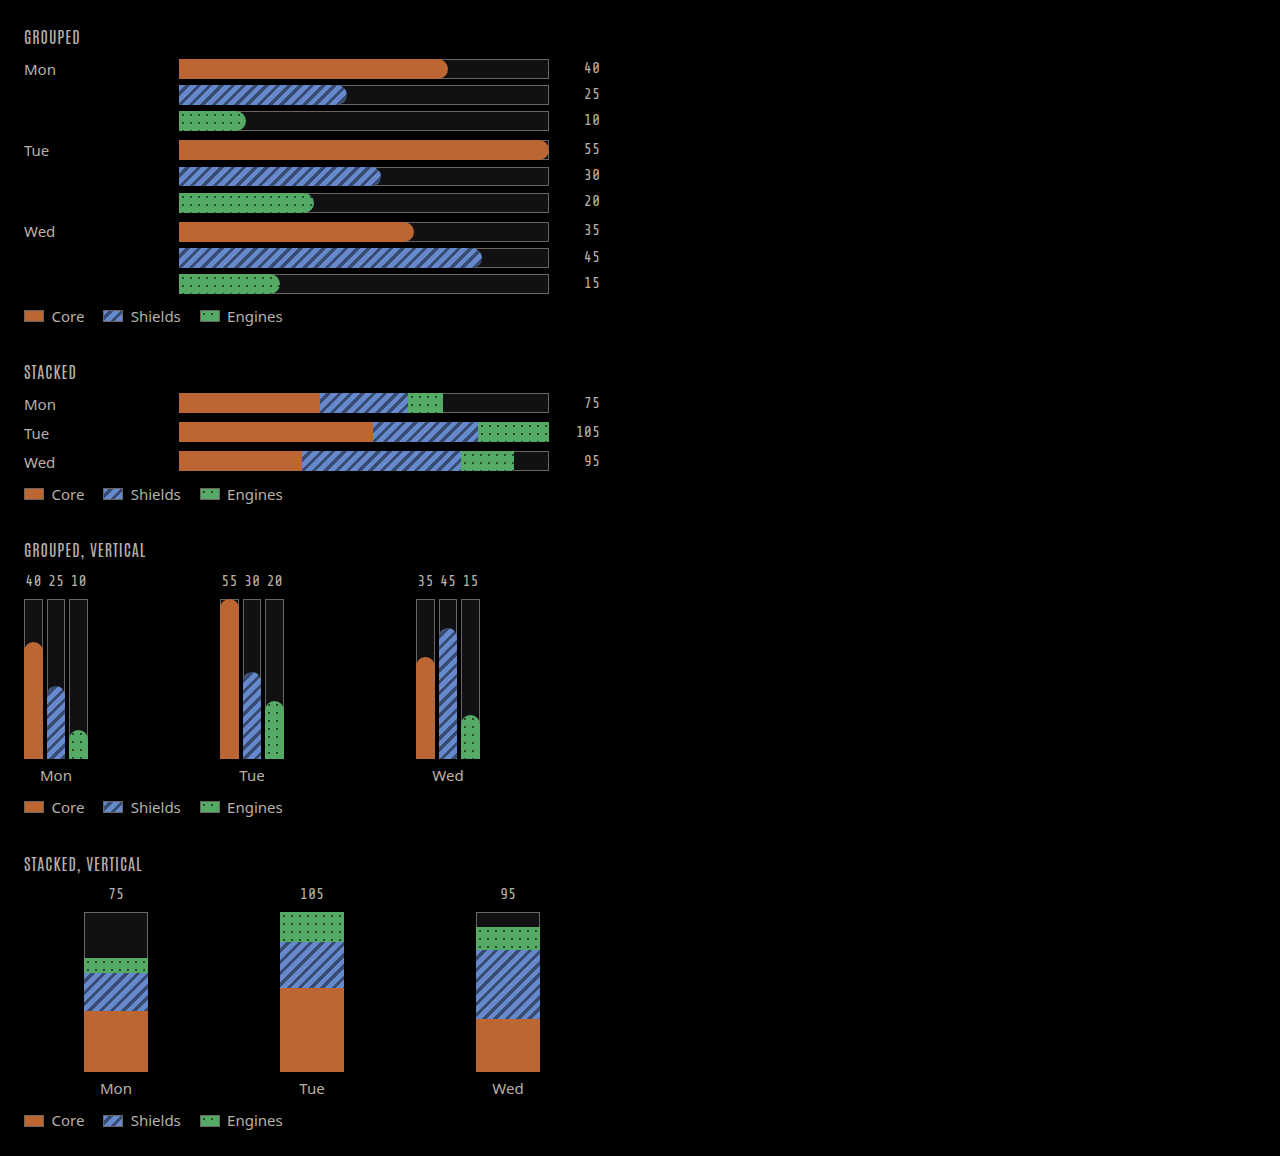 GROUPED
Mon 40
25
10
Tue 55
30
20
Wed 35
45
15
Core Shields Engines
STACKED
Mon 75
Tue 105
Wed 95
Core Shields Engines
GROUPED, VERTICAL
40 25 10 55 30 20 35 45 15
Mon Tue Wed
Core Shields Engines
STACKED, VERTICAL
75 105 95
Mon Tue Wed
Core Shields Engines